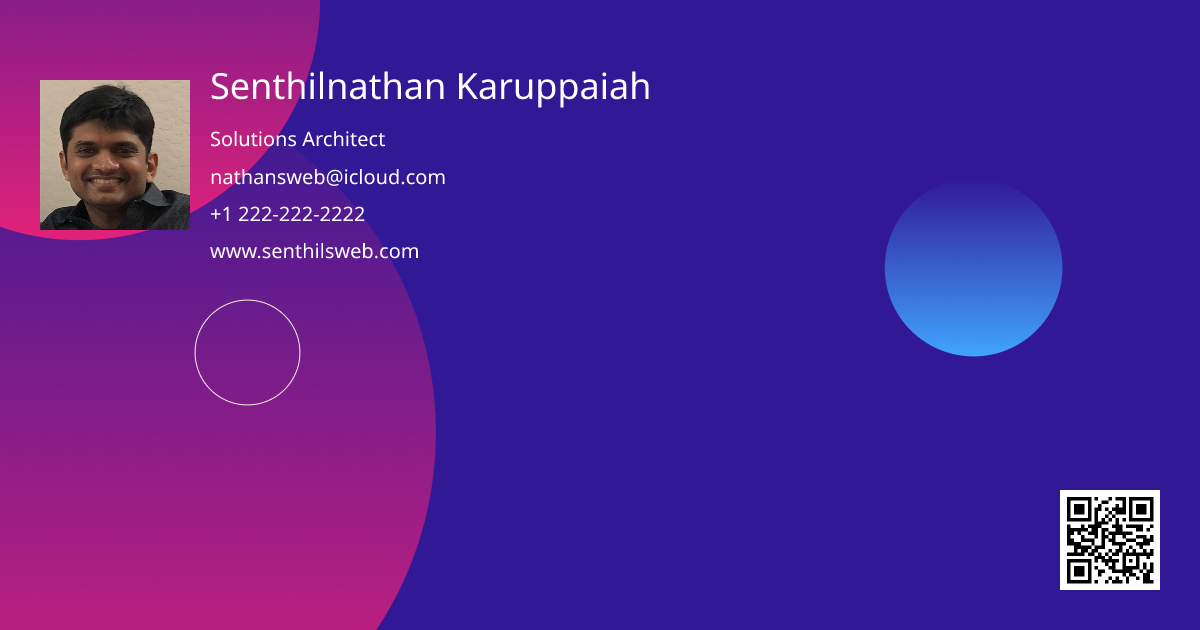 Senthilnathan Karuppaiah
Solutions Architect
nathansweb@icloud.com
+1 222-222-2222
www.senthilsweb.com